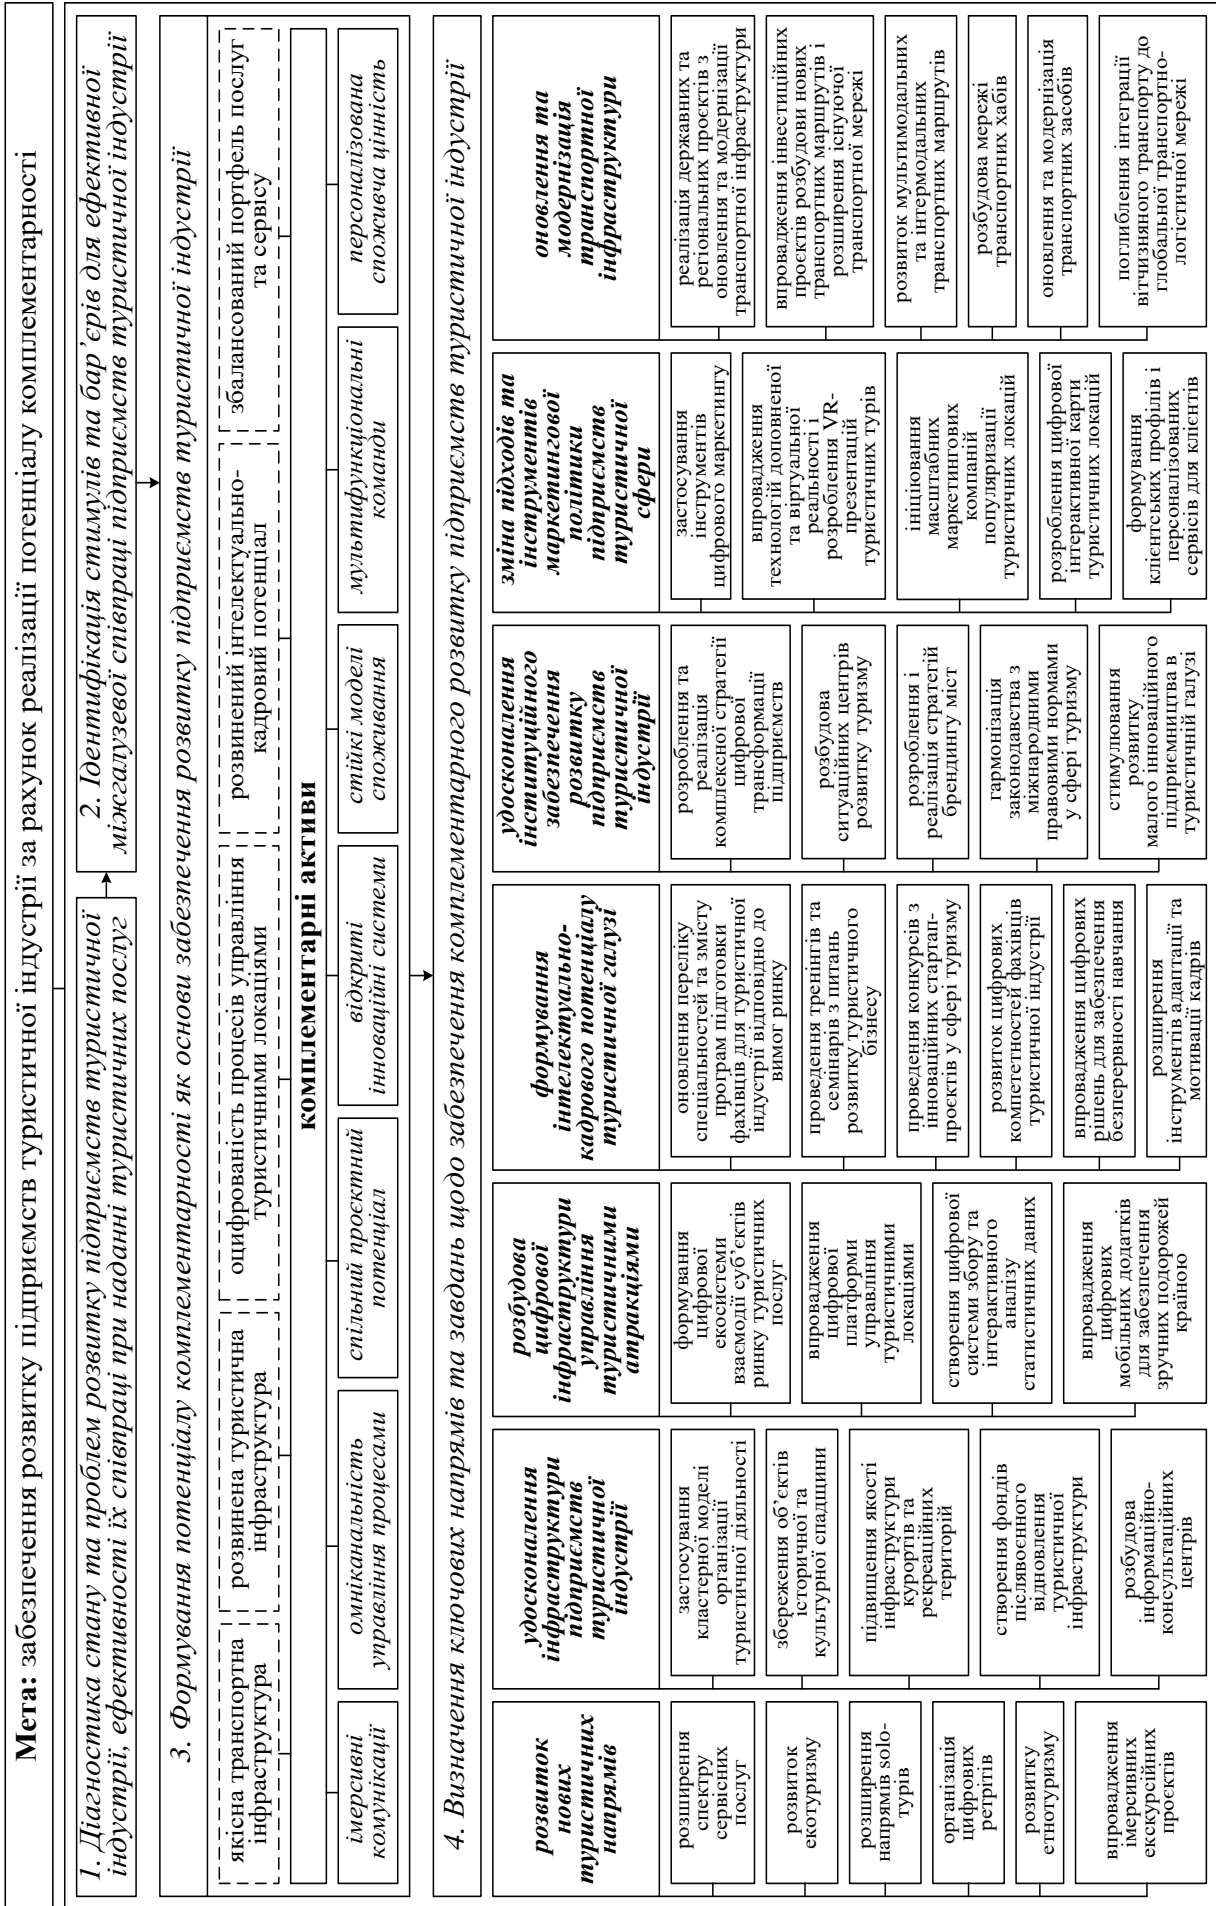 Мета: забезпечення розвитку підприємств туристичної індустрії за рахунок реалізації потенціалу комплементарності
1. Діагностика стану та проблем розвитку підприємств туристичної
індустрії, ефективності їх співпраці при наданні туристичних послуг
2. Ідентифікація стимулів та бар’єрів для ефективної
міжгалузевої співпраці підприємств туристичної індустрії
3. Формування потенціалу комплементарності як основи забезпечення розвитку підприємств туристичної індустрії
якісна транспортна
інфраструктура
розвинена туристична
інфраструктура
оцифрованість процесів управління
туристичними локаціями
розвинений інтелектуально-
кадровий потенціал
збалансований портфель послуг
та сервісу
комплементарні активи
імерсивні
комунікації
омніканальність
управління процесами
спільний проєктний
потенціал
відкриті
інноваційні системи
стійкі моделі
споживання
мультифункціональні
команди
персоналізована
споживча цінність
4. Визначення ключових напрямів та завдань щодо забезпечення комплементарного розвитку підприємств туристичної індустрії
розвиток
нових
туристичних
напрямів
розширення
спектру
сервісних
послуг
розвиток
екотуризму
розширення
напрямів solo-
турів
організація
цифрових
ретрітів
розвитку
етнотуризму
впровадження
імерсивних
екскурсійних
проєктів
удосконалення
інфраструктури
підприємств
туристичної
індустрії
застосування
кластерної моделі
організації
туристичної діяльності
збереження об’єктів
історичної та
культурної спадщини
підвищення якості
інфраструктури
курортів та
рекреаційних
територій
створення фондів
післявоєнного
відновлення
туристичної
інфраструктури
розбудова
інформаційно-
консультаційних
центрів
розбудова
цифрової
інфраструктури
управління
туристичними
атракціями
формування
цифрової
екосистеми
взаємодії суб’єктів
ринку туристичних
послуг
впровадження
цифрової
платформи
управління
туристичними
локаціями
створення цифрової
системи збору та
інтерактивного
аналізу
статистичних даних
впровадження
цифрових
мобільних додатків
для забезпечення
зручних подорожей
країною
формування
інтелектуально-
кадрового потенціалу
туристичної галузі
оновлення переліку
спеціальностей та змісту
програм підготовки
фахівців для туристичної
індустрії відповідно до
вимог ринку
проведення тренінгів та
семінарів з питань
розвитку туристичного
бізнесу
проведення конкурсів з
інноваційних стартап-
проєктів у сфері туризму
розвиток цифрових
компетентностей фахівців
туристичної індустрії
впровадження цифрових
рішень для забезпечення
безперервності навчання
розширення
інструментів адаптації та
мотивації кадрів
удосконалення
інституційного
забезпечення
розвитку
підприємств
туристичної
індустрії
розроблення та
реалізація
комплексної стратегії
цифрової
трансформації
підприємств
розбудова
ситуаційних центрів
розвитку туризму
розроблення і
реалізація стратегій
брендингу міст
гармонізація
законодавства з
міжнародними
правовими нормами
у сфері туризму
стимулювання
розвитку
малого інноваційного
підприємництва в
туристичній галузі
зміна підходів та
інструментів
маркетингової
політики
підприємств
туристичної
сфери
застосування
інструментів
цифрового маркетингу
впровадження
технологій доповненої
та віртуальної
реальності і
розроблення VR-
презентацій
туристичних турів
ініціювання
масштабних
маркетингових
компаній
популяризації
туристичних локацій
розроблення цифрової
інтерактивної карти
туристичних локацій
формування
клієнтських профілів і
персоналізованих
сервісів для клієнтів
оновлення та
модернізація
транспортної
інфраструктури
реалізація державних та
регіональних проєктів з
оновлення та модернізації
транспортної інфраструктури
впровадження інвестиційних
проєктів розбудови нових
транспортних маршрутів і
розширення існуючої
транспортної мережі
розвиток мультимодальних
та інтермодальних
транспортних маршрутів
розбудова мережі
транспортних хабів
оновлення та модернізація
транспортних засобів
поглиблення інтеграції
вітчизняного транспорту до
глобальної транспортно-
логістичної мережі